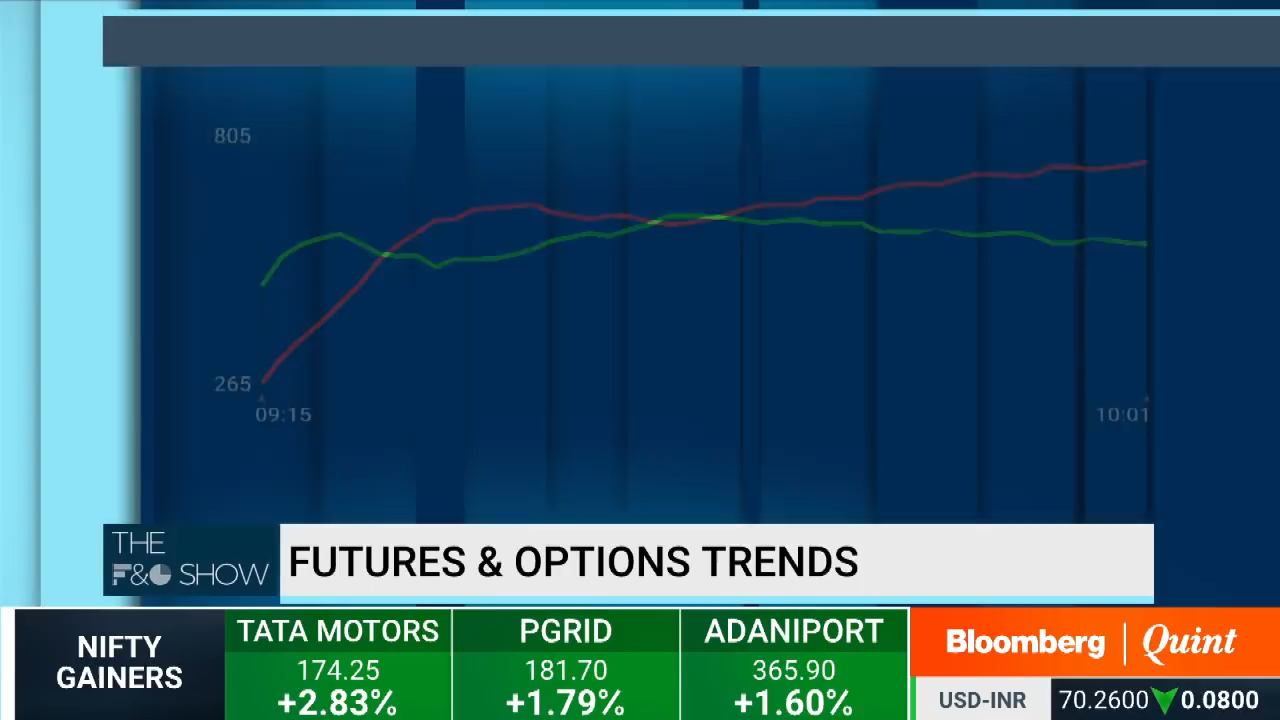 805
265
09:15
10:01
THE
F&O SHOW
FUTURES & OPTIONS TRENDS
NIFTY
GAINERS
TATA MOTORS
174.25
+2.83%
PGRID
181.70
+1.79%
ADANIPORT
365.90
+1.60%
Bloomberg | Quint
USD-INR 70.2600 0.0800